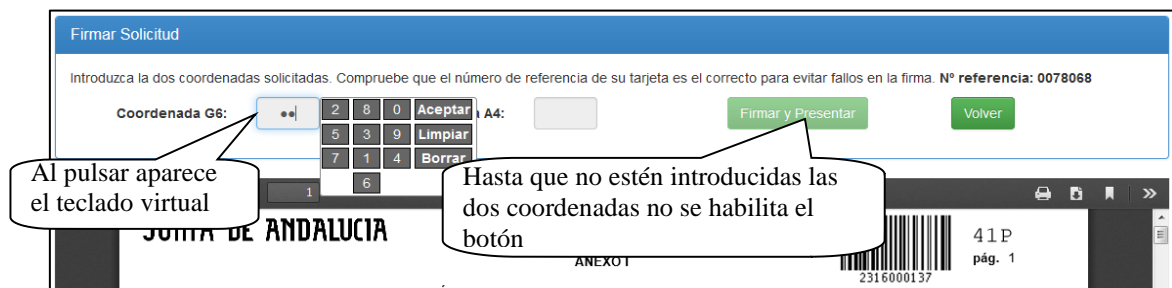 Firmar Solicitud
Introduzca la dos coordenadas solicitadas. Compruebe que el número de referencia de su tarjeta es el correcto para evitar fallos en la firma. Nº referencia: 0078068
Coordenada G6: ●● A4: Firmar y Presentar Volver
2 8 0 Aceptar
5 3 9 Limpiar
7 1 4 Borrar
6
Al pulsar aparece
el teclado virtual
Hasta que no estén introducidas las
dos coordenadas no se habilita el
botón
1
JUNTA DE ANDALUCIA
ANEXO I
41P
pág. 1
2316000137